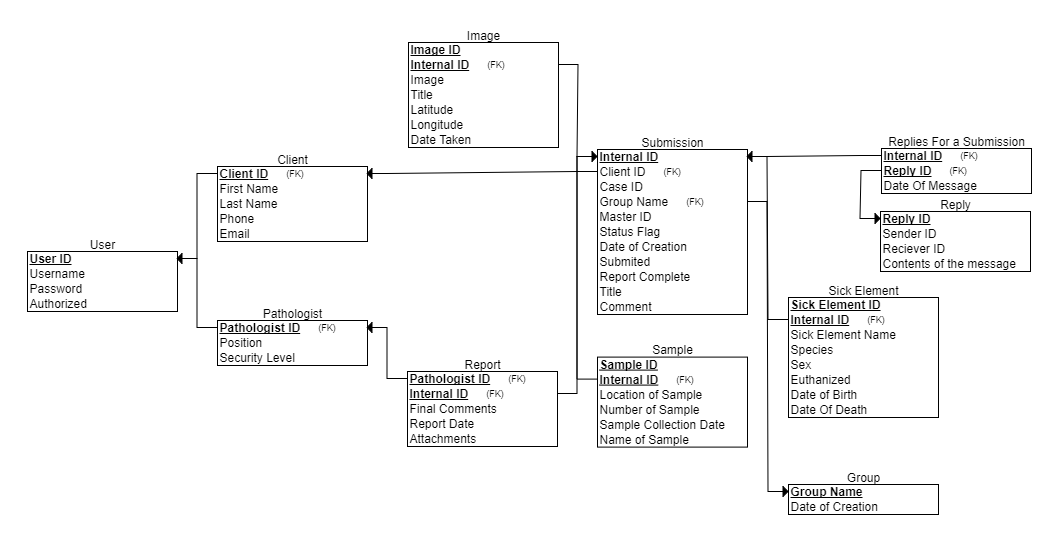 Image
Image ID
Internal ID (FK)
Image
Title
Latitude
Longitude
Date Taken
Submission
Internal ID
Client ID (FK)
Case ID
Group Name (FK)
Master ID
Status Flag
Date of Creation
Submited
Report Complete
Title
Comment
Replies For a Submission
Internal ID (FK)
Reply ID (FK)
Date Of Message
Client
Client ID (FK)
First Name
Last Name
Phone
Email
Reply
Reply ID
Sender ID
Reciever ID
Contents of the message
User
User ID
Username
Password
Authorized
Sick Element
Sick Element ID
Internal ID (FK)
Sick Element Name
Species
Sex
Euthanized
Date of Birth
Date Of Death
Pathologist
Pathologist ID (FK)
Position
Security Level
Sample
Sample ID
Internal ID (FK)
Location of Sample
Number of Sample
Sample Collection Date
Name of Sample
Report
Pathologist ID (FK)
Internal ID (FK)
Final Comments
Report Date
Attachments
Group
Group Name
Date of Creation